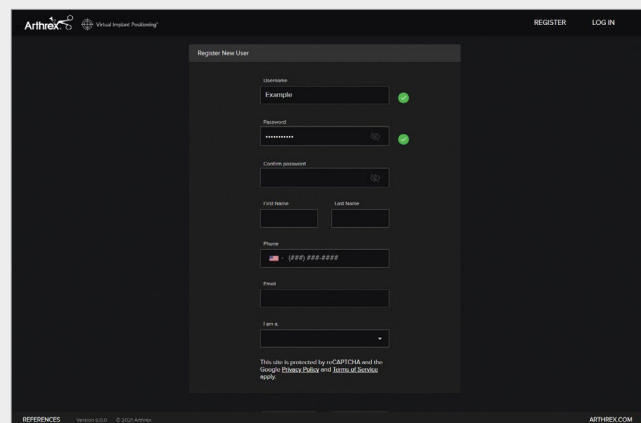 Arthrex
Virtual Implant Positioning™
REGISTER
LOG IN
Register New User
Username
Example
Password
•••••••••••
Confirm password
First Name Last Name
Phone
(###) ###-####
Email
I am a:
This site is protected by reCAPTCHA and the
Google Privacy Policy and Terms of Service
apply.
REFERENCES
© 2021 Arthrex
ARTHREX.COM